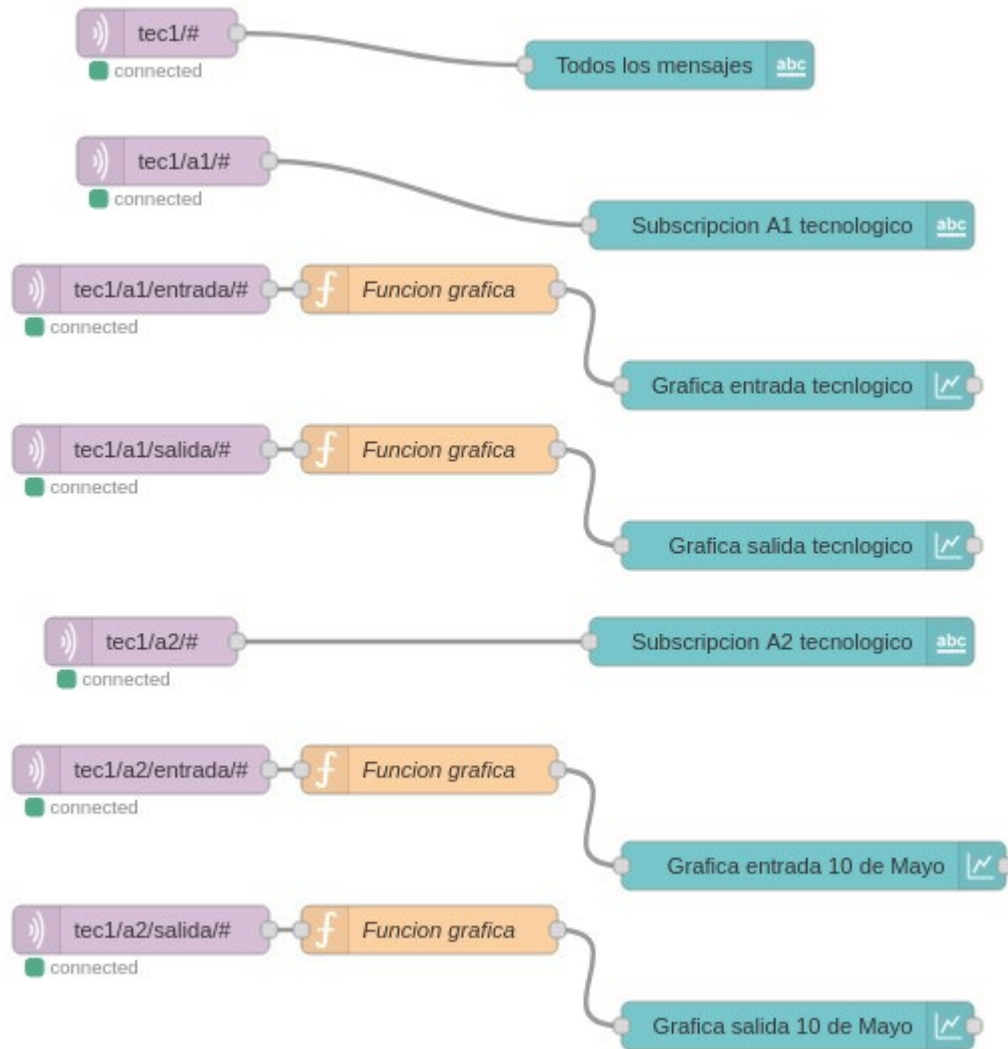 tec1/#
connected
Todos los mensajes
abc
tec1/a1/#
connected
Subscripcion A1 tecnologico
abc
tec1/a1/entrada/#
Funcion grafica
connected
Grafica entrada tecnlogico
tec1/a1/salida/#
Funcion grafica
connected
Grafica salida tecnlogico
tec1/a2/#
Subscripcion A2 tecnologico
abc
connected
tec1/a2/entrada/#
Funcion grafica
connected
Grafica entrada 10 de Mayo
tec1/a2/salida/#
Funcion grafica
connected
Grafica salida 10 de Mayo